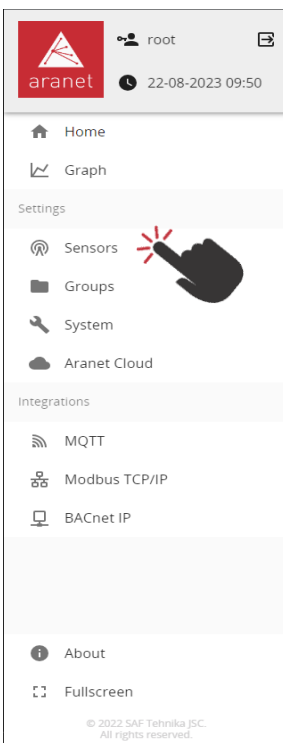 root
aranet
22-08-2023 09:50
Home
Graph
Settings
Sensors
Groups
System
Aranet Cloud
Integrations
MQTT
Modbus TCP/IP
BACnet IP
About
Fullscreen
© 2022 SAF Tehnika JSC.
All rights reserved.